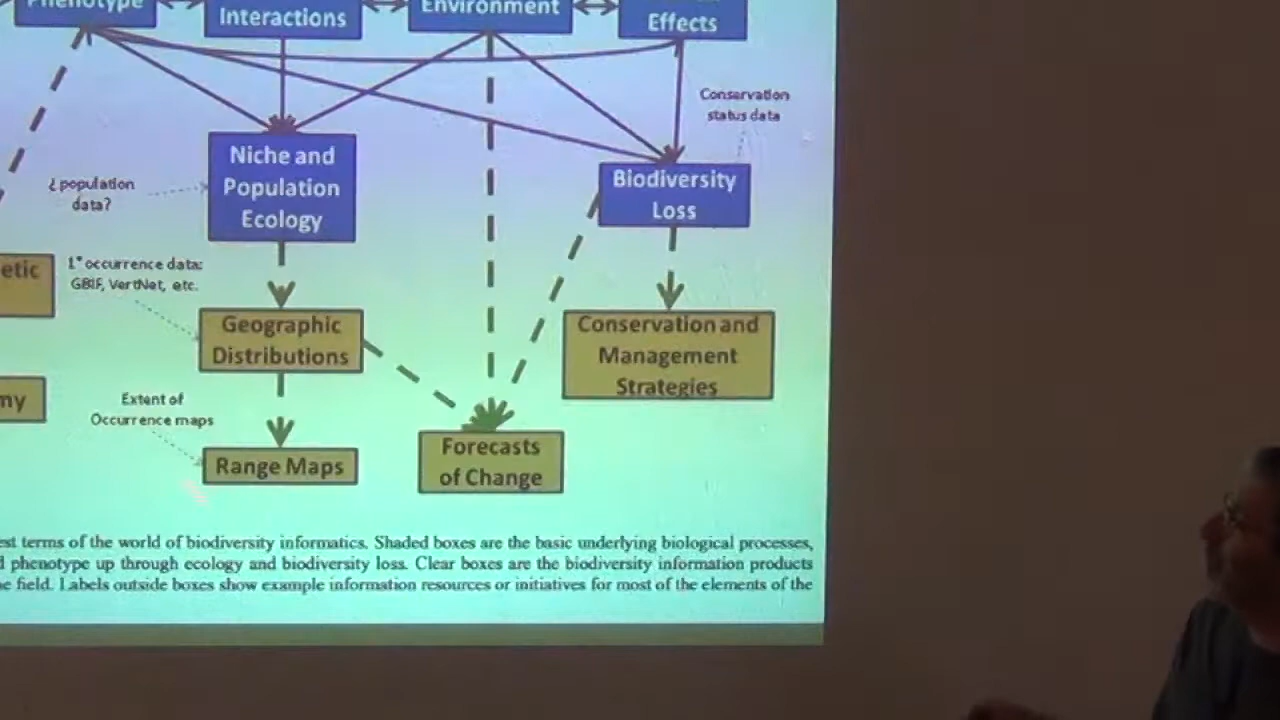 Phenotype
Interactions
Environment
Effects
Conservation
status data
Niche and
Population
Ecology
¿ population
data?
Biodiversity
Loss
etic
1° occurrence data:
GBIF, VertNet, etc.
Geographic
Distributions
Conservation and
Management
Strategies
my
Extent of
Occurrence maps
Range Maps
Forecasts
of Change
est terms of the world of biodiversity informatics. Shaded boxes are the basic underlying biological processes,
d phenotype up through ecology and biodiversity loss. Clear boxes are the biodiversity information products
he field. Labels outside boxes show example information resources or initiatives for most of the elements of the